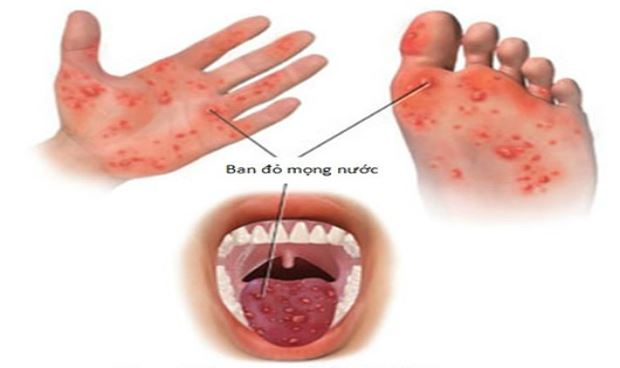 Ban đỏ mọng nước